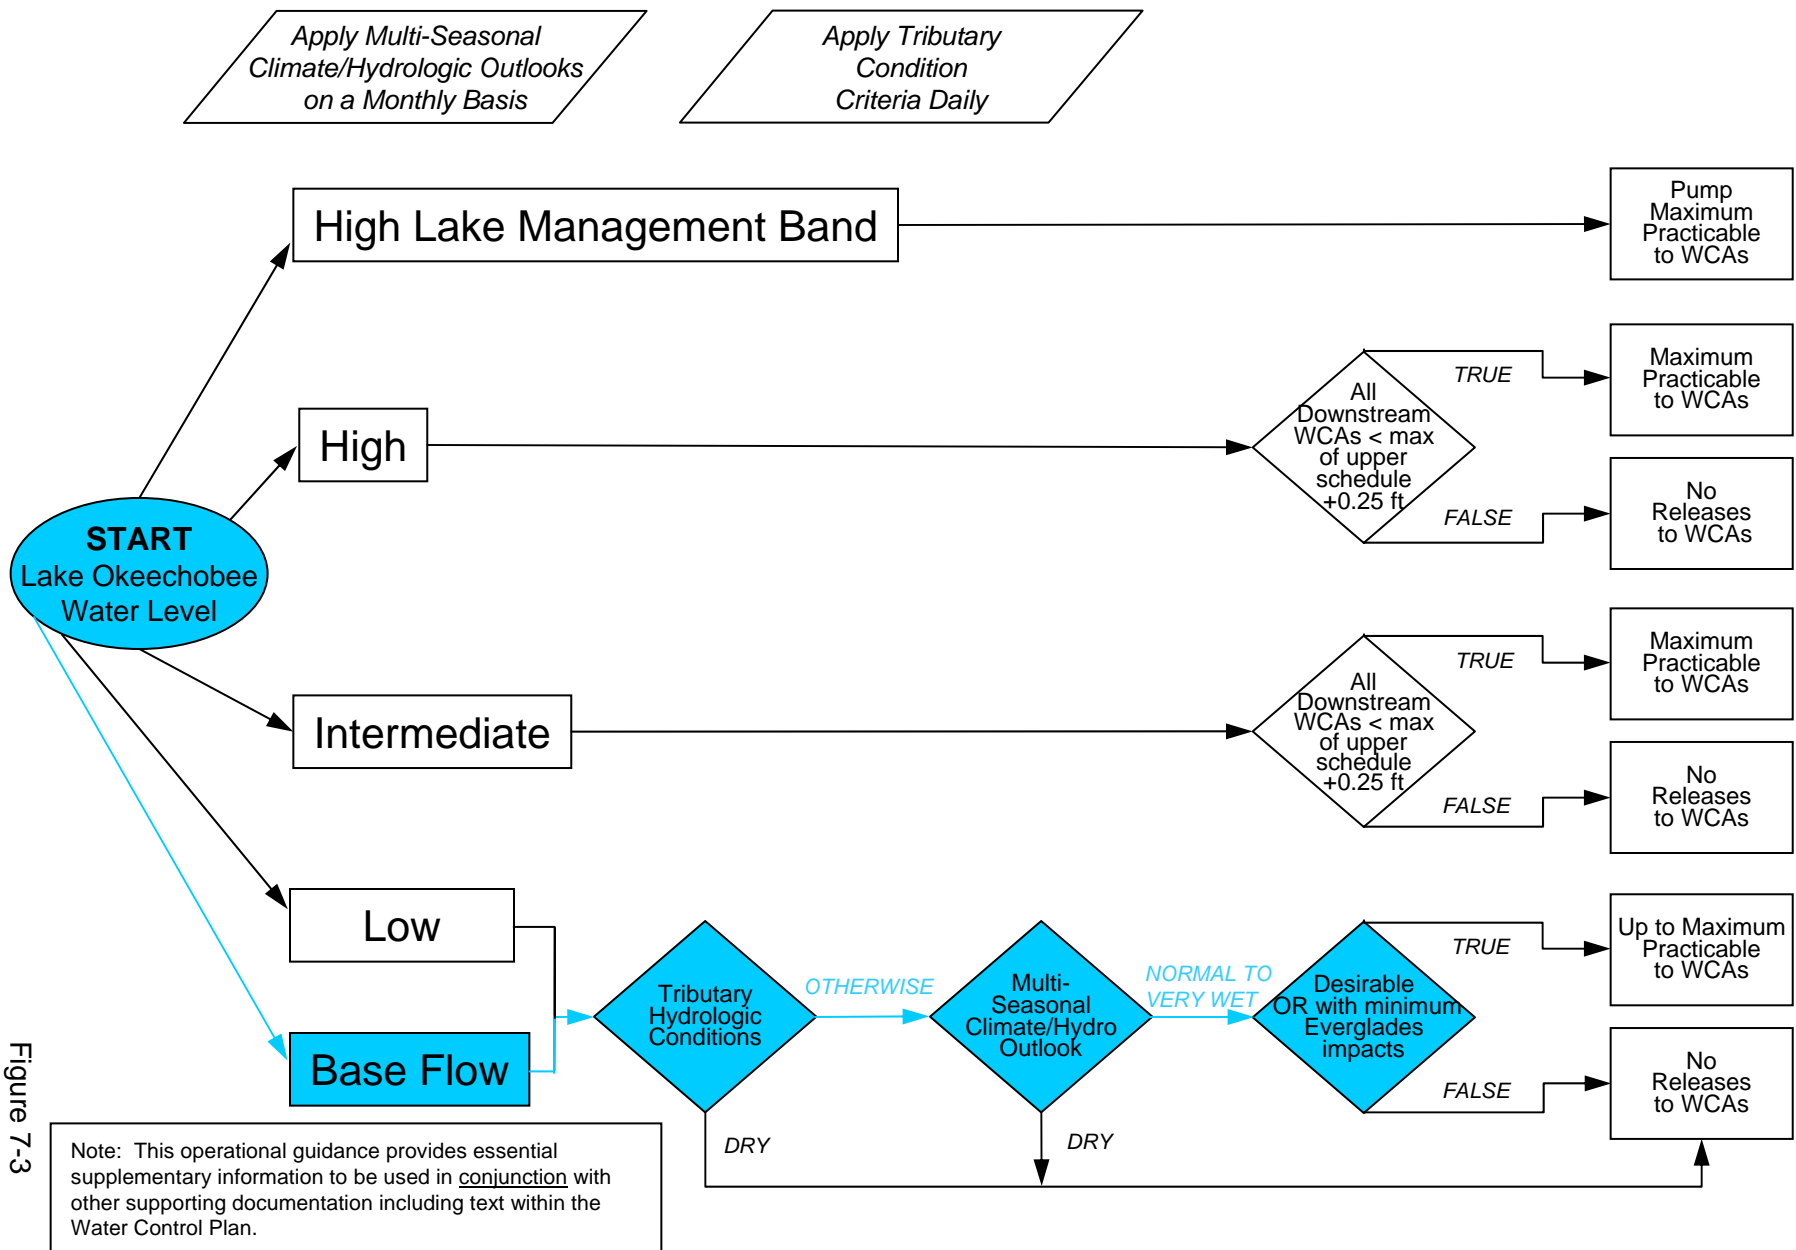 Apply Multi-Seasonal
Climate/Hydrologic Outlooks
on a Monthly Basis
Apply Tributary
Condition
Criteria Daily
High Lake Management Band
Pump
Maximum
Practicable
to WCAs
High
All
Downstream
WCAs < max
of upper
schedule
+0.25 ft
TRUE
Maximum
Practicable
to WCAs
FALSE
No
Releases
to WCAs
START
Lake Okeechobee
Water Level
Intermediate
All
Downstream
WCAs < max
of upper
schedule
+0.25 ft
TRUE
Maximum
Practicable
to WCAs
FALSE
No
Releases
to WCAs
Low
Base Flow
Tributary
Hydrologic
Conditions
OTHERWISE
Multi-
Seasonal
Climate/Hydro
Outlook
NORMAL TO
VERY WET
Desirable
OR with minimum
Everglades
impacts
TRUE
Up to Maximum
Practicable
to WCAs
FALSE
No
Releases
to WCAs
DRY
DRY
Figure 7-3
Note: This operational guidance provides essential
supplementary information to be used in conjunction with
other supporting documentation including text within the
Water Control Plan.